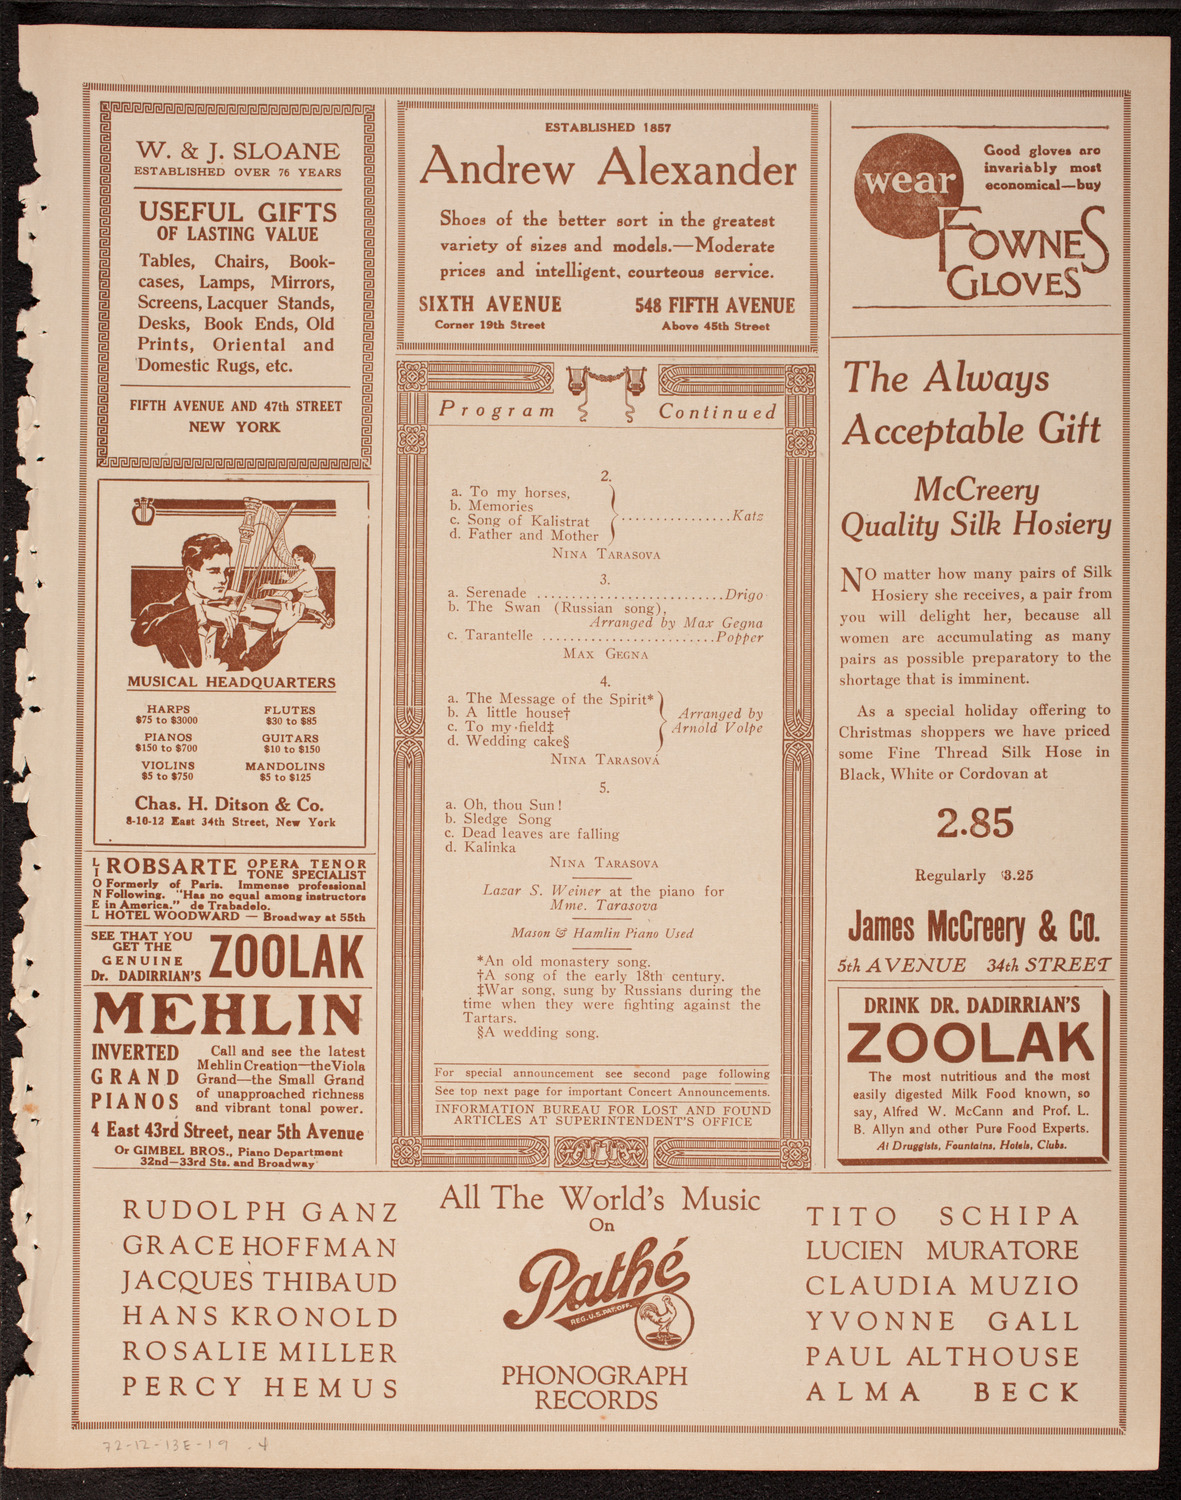 W. & J. SLOANE
ESTABLISHED OVER 76 YEARS
USEFUL GIFTS
OF LASTING VALUE
Tables, Chairs, Book-
cases, Lamps, Mirrors,
Screens, Lacquer Stands,
Desks, Book Ends, Old
Prints, Oriental and
Domestic Rugs, etc.
FIFTH AVENUE AND 47th STREET
NEW YORK
MUSICAL HEADQUARTERS
HARPS
$75 to $3000
FLUTES
$30 to $85
PIANOS
$150 to $700
GUITARS
$10 to $150
VIOLINS
$5 to $750
MANDOLINS
$5 to $125
Chas. H. Ditson & Co.
8-10-12 East 34th Street, New York
LIONEL
ROBSARTE OPERA TENOR
TONE SPECIALIST
Formerly of Paris. Immense professional
Following. "Has no equal among instructors
in America." de Trabadelo.
HOTEL WOODWARD — Broadway at 55th
SEE THAT YOU
GET THE
GENUINE
Dr. DADIRRIAN'S
ZOOLAK
MEHLIN
INVERTED
GRAND
PIANOS
Call and see the latest
Mehlin Creation—the Viola
Grand—the Small Grand
of unapproached richness
and vibrant tonal power.
4 East 43rd Street, near 5th Avenue
Or GIMBEL BROS., Piano Department
32nd—33rd Sts. and Broadway
ESTABLISHED 1857
Andrew Alexander
Shoes of the better sort in the greatest
variety of sizes and models.—Moderate
prices and intelligent, courteous service.
SIXTH AVENUE
Corner 19th Street
548 FIFTH AVENUE
Above 45th Street
Program Continued
2.
a. To my horses,
b. Memories
c. Song of Kalistrat
d. Father and Mother
................Katz
NINA TARASOVA
3.
a. Serenade ...........................Drigo
b. The Swan (Russian song),
Arranged by Max Gegna
c. Tarantelle .........................Popper
MAX GEGNA
4.
a. The Message of the Spirit*
b. A little house†
c. To my field‡
d. Wedding cake§
Arranged by
Arnold Volpe
NINA TARASOVA
5.
a. Oh, thou Sun!
b. Sledge Song
c. Dead leaves are falling
d. Kalinka
NINA TARASOVA
Lazar S. Weiner at the piano for
Mme. Tarasova
Mason & Hamlin Piano Used
*An old monastery song.
†A song of the early 18th century.
‡War song, sung by Russians during the
time when they were fighting against the
Tartars.
§A wedding song.
For special announcement see second page following
See top next page for important Concert Announcements.
INFORMATION BUREAU FOR LOST AND FOUND
ARTICLES AT SUPERINTENDENT'S OFFICE
wear
Good gloves are
invariably most
economical—buy
FOWNES
GLOVES
The Always
Acceptable Gift
McCreery
Quality Silk Hosiery
NO matter how many pairs of Silk
Hosiery she receives, a pair from
you will delight her, because all
women are accumulating as many
pairs as possible preparatory to the
shortage that is imminent.
As a special holiday offering to
Christmas shoppers we have priced
some Fine Thread Silk Hose in
Black, White or Cordovan at
2.85
Regularly 3.25
James McCreery & CO.
5th AVENUE 34th STREET
DRINK DR. DADIRRIAN'S
ZOOLAK
The most nutritious and the most
easily digested Milk Food known, so
say, Alfred W. McCann and Prof. L.
B. Allyn and other Pure Food Experts.
At Druggists, Fountains, Hotels, Clubs.
RUDOLPH GANZ
GRACE HOFFMAN
JACQUES THIBAUD
HANS KRONOLD
ROSALIE MILLER
PERCY HEMUS
All The World's Music
On
Pathé
REG. U.S. PAT. OFF.
PHONOGRAPH
RECORDS
TITO SCHIPA
LUCIEN MURATORE
CLAUDIA MUZIO
YVONNE GALL
PAUL ALTHOUSE
ALMA BECK
72-12-13E-19 .4